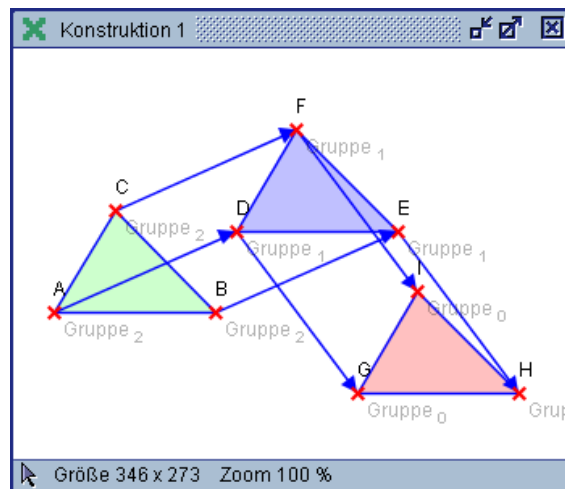 Konstruktion 1
F
Gruppe 1
C
Gruppe 2
D
Gruppe 1
E
Gruppe 1
A
Gruppe 2
B
Gruppe 2
I
Gruppe 0
G
Gruppe 0
H
Grup
Größe 346 x 273 Zoom 100 %